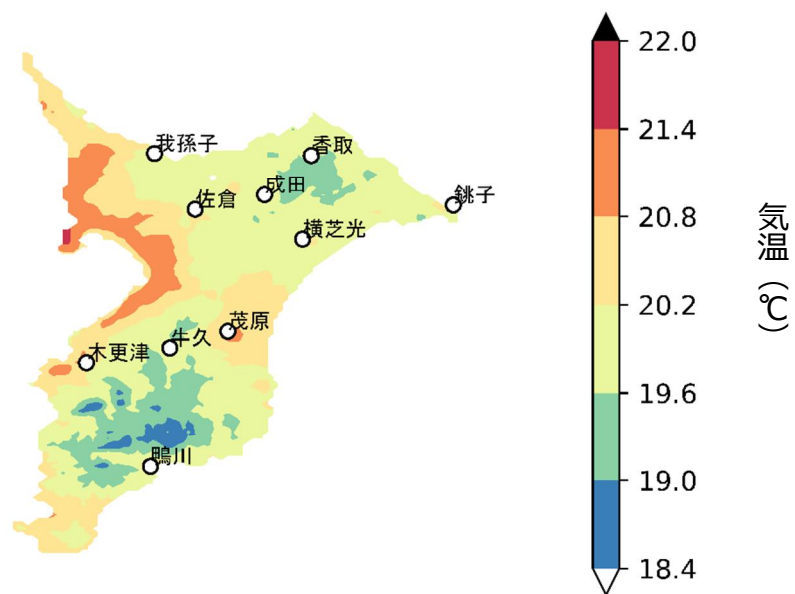 我孫子
香取
成田
佐倉
銚子
横芝光
茂原
牛久
木更津
鴨川
22.0
21.4
20.8
20.2
19.6
19.0
18.4
気温（℃）